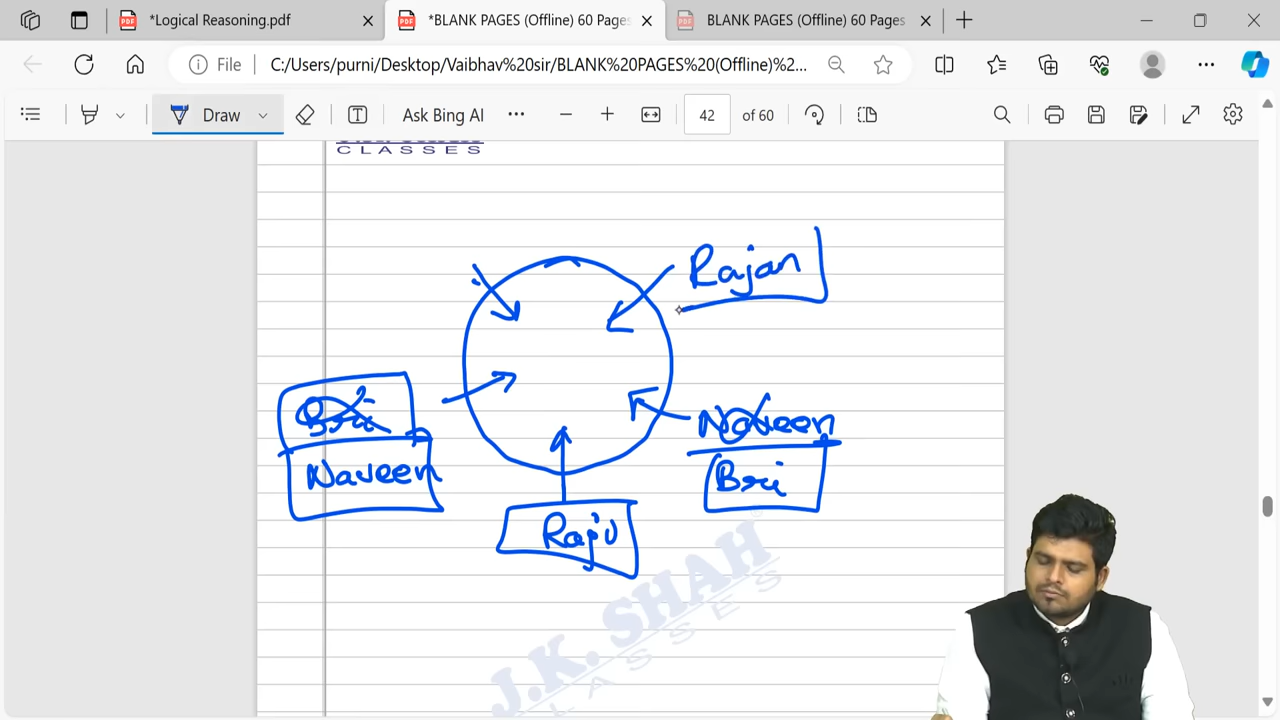 *Logical Reasoning.pdf
*BLANK PAGES (Offline) 60 Pages
BLANK PAGES (Offline) 60 Pages
File
C:/Users/purni/Desktop/Vaibhav%20sir/BLANK%20PAGES%20(Offline)%2...
Draw
Ask Bing AI
42
of 60
CLASSES
Rajan
Bri
Naveen
Naveen
Bri
Raju
J.K. SHAH
CLASSES